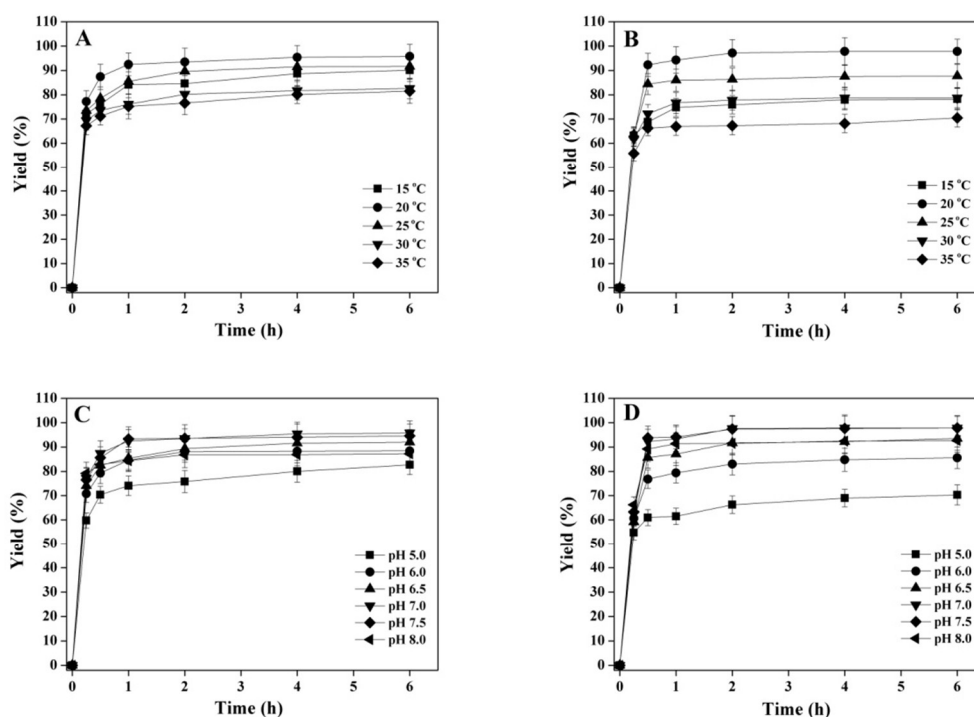 A
Yield (%)
110
100
90
80
70
60
50
40
30
20
10
0
15 °C
20 °C
25 °C
30 °C
35 °C
0 1 2 3 4 5 6
Time (h)
B
Yield (%)
110
100
90
80
70
60
50
40
30
20
10
0
15 °C
20 °C
25 °C
30 °C
35 °C
0 1 2 3 4 5 6
Time (h)
C
Yield (%)
110
100
90
80
70
60
50
40
30
20
10
0
pH 5.0
pH 6.0
pH 6.5
pH 7.0
pH 7.5
pH 8.0
0 1 2 3 4 5 6
Time (h)
D
Yield (%)
110
100
90
80
70
60
50
40
30
20
10
0
pH 5.0
pH 6.0
pH 6.5
pH 7.0
pH 7.5
pH 8.0
0 1 2 3 4 5 6
Time (h)